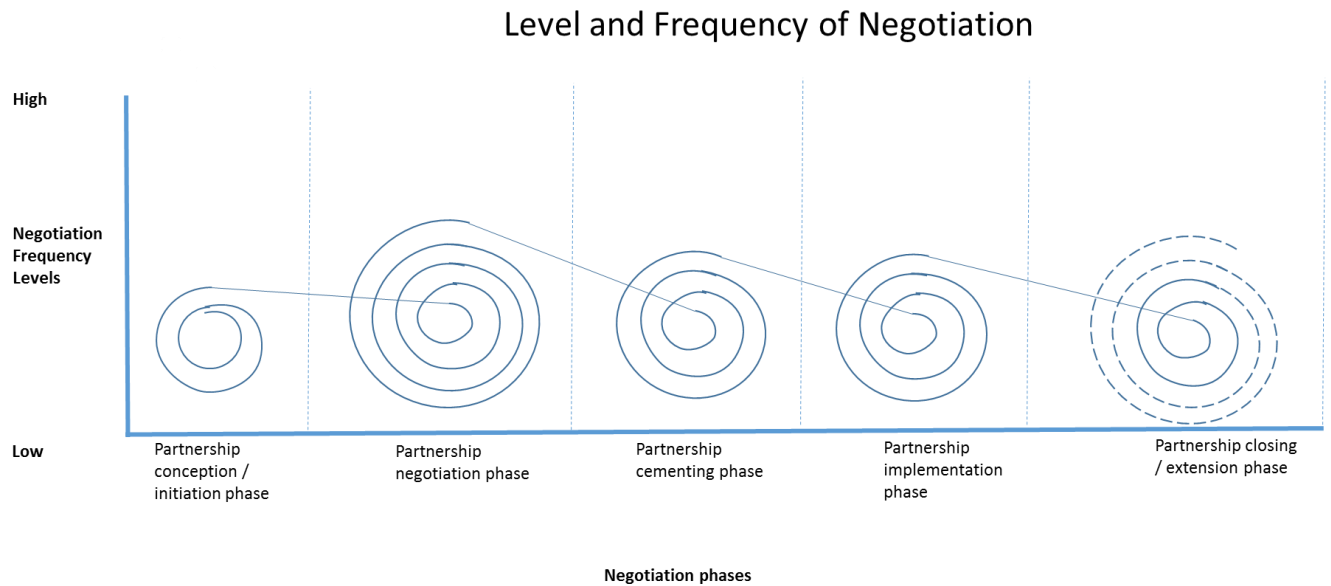 Level and Frequency of Negotiation
High
Negotiation
Frequency
Levels
Low
Partnership
conception /
initiation phase
Partnership
negotiation phase
Partnership
cementing phase
Partnership
implementation
phase
Partnership closing
/ extension phase
Negotiation phases